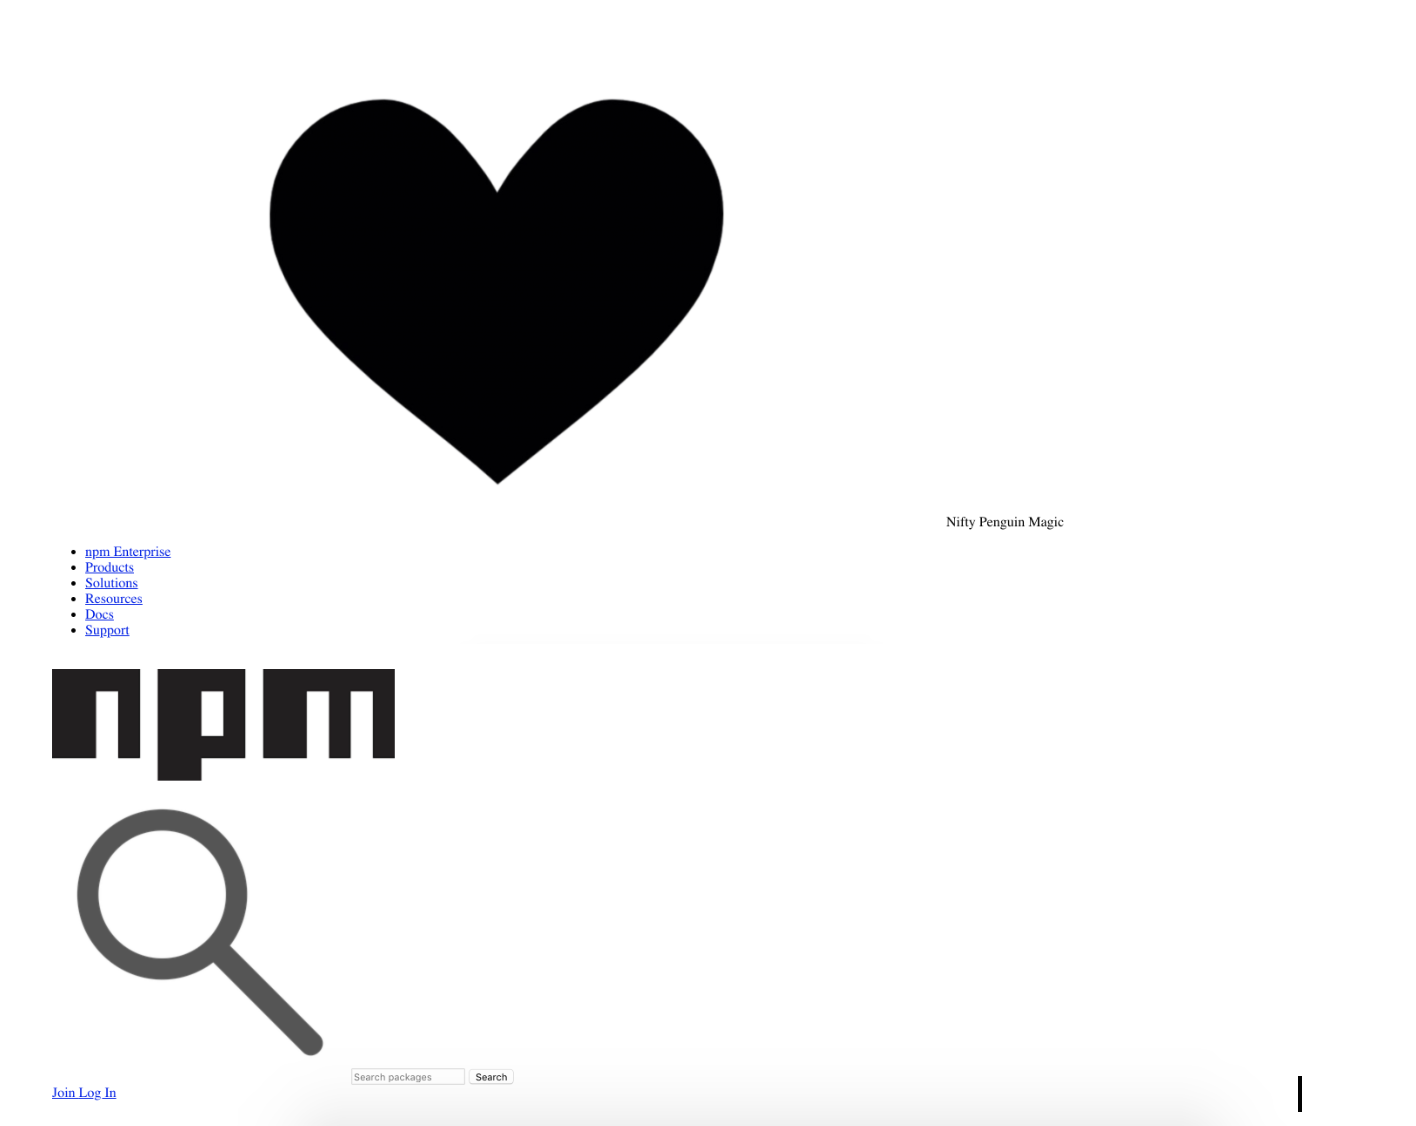 Nifty Penguin Magic
npm Enterprise
Products
Solutions
Resources
Docs
Support
npm
Search packages Search
Join Log In